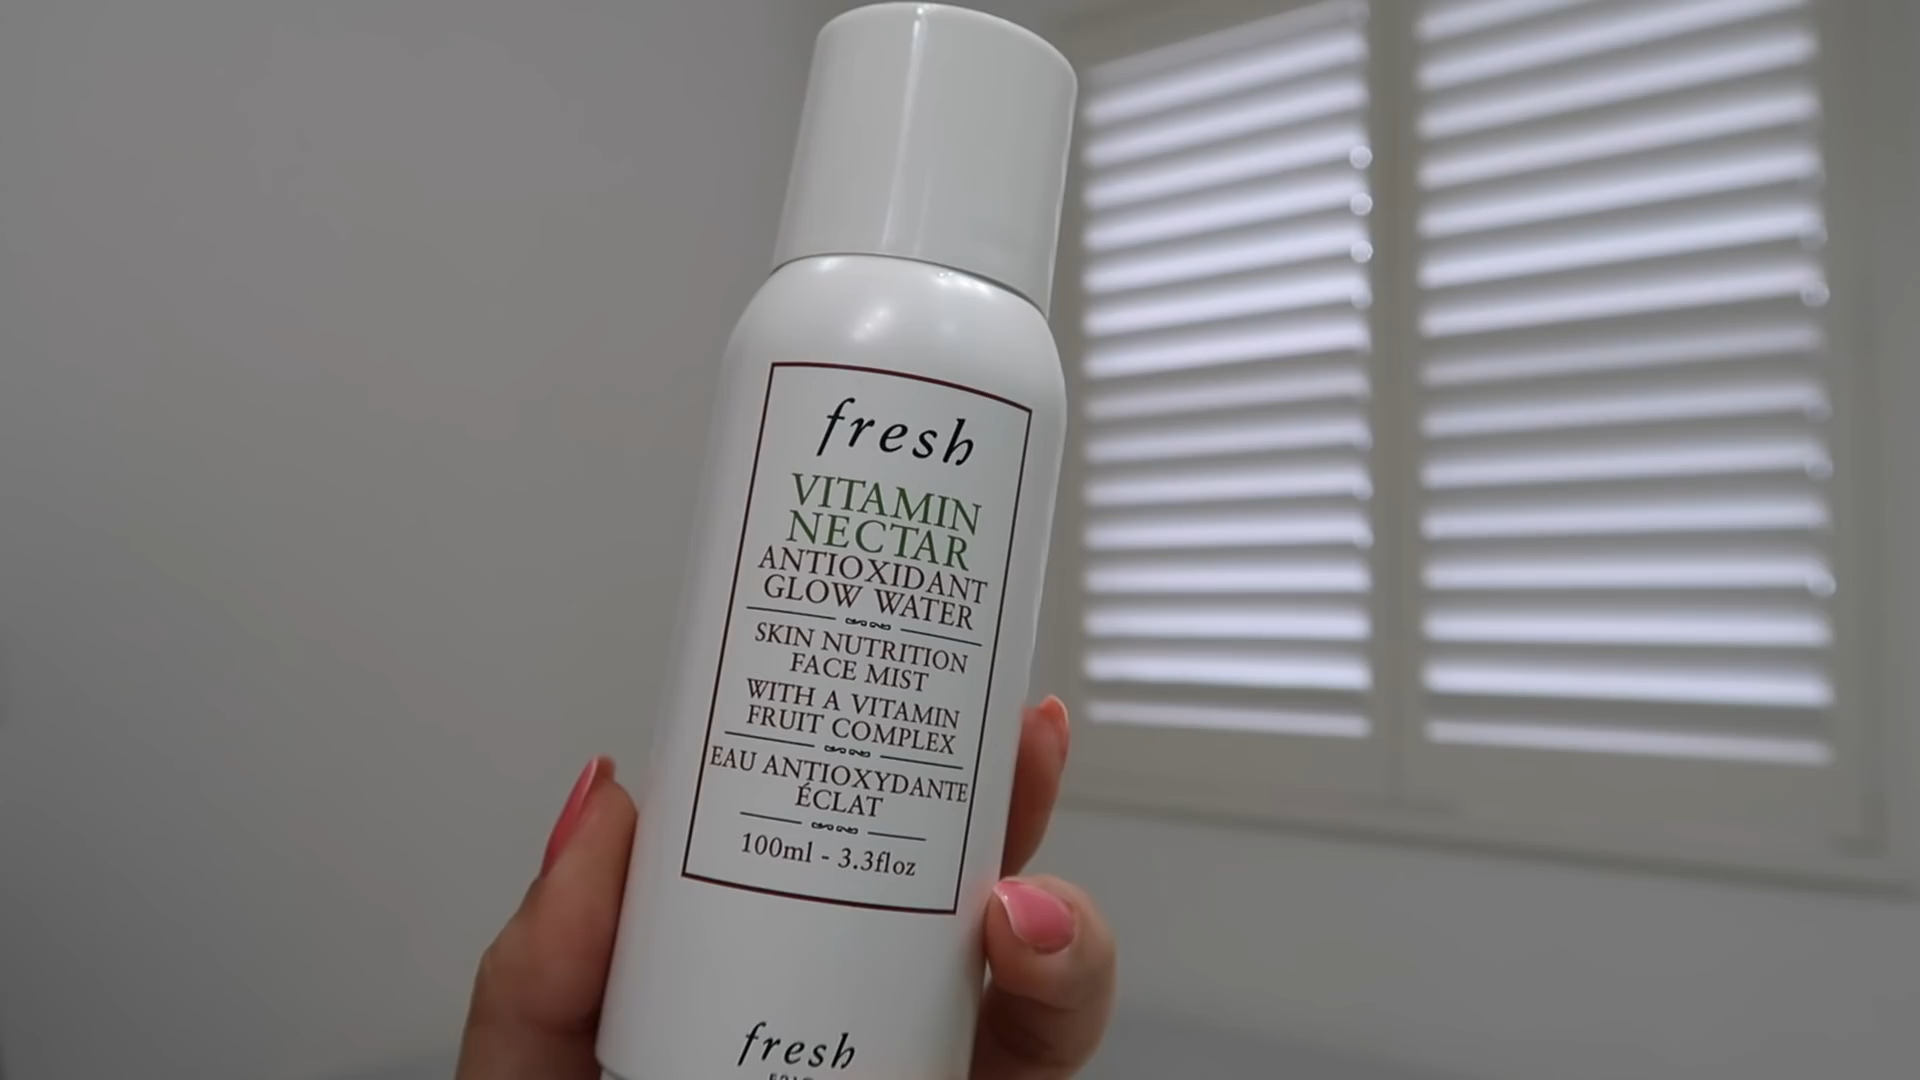 fresh
VITAMIN
NECTAR
ANTIOXIDANT
GLOW WATER
SKIN NUTRITION
FACE MIST
WITH A VITAMIN
FRUIT COMPLEX
EAU ANTIOXYDANTE
ÉCLAT
100ml - 3.3floz
fresh